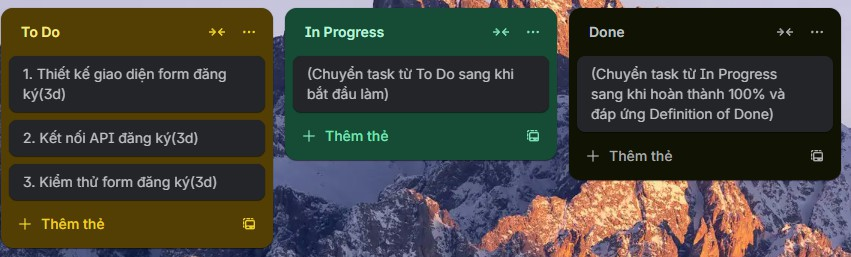 To Do
1. Thiết kế giao diện form đăng
ký(3d)
2. Kết nối API đăng ký(3d)
3. Kiểm thử form đăng ký(3d)
Thêm thẻ
In Progress
(Chuyển task từ To Do sang khi
bắt đầu làm)
Thêm thẻ
Done
(Chuyển task từ In Progress
sang khi hoàn thành 100% và
đáp ứng Definition of Done)
Thêm thẻ